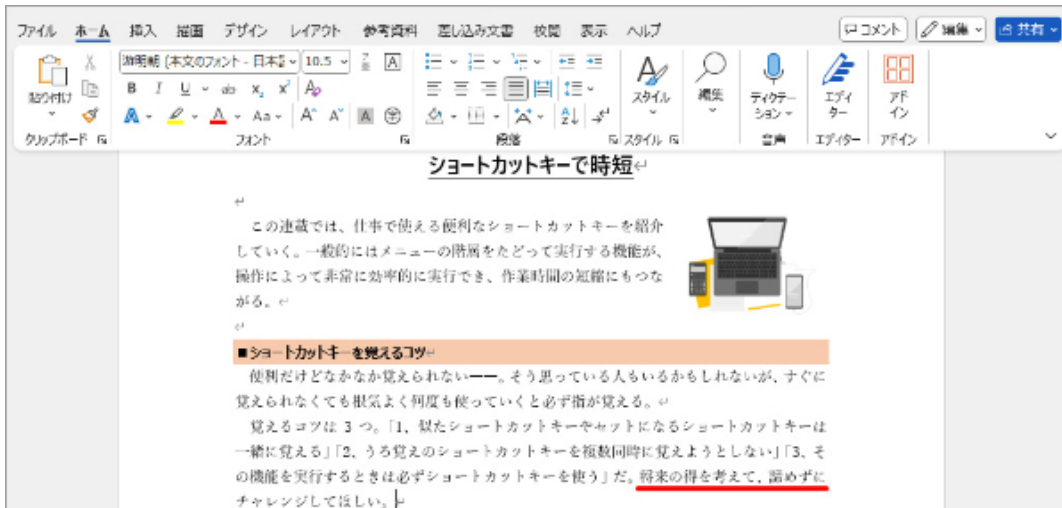 ファイル ホーム 挿入 描画 デザイン レイアウト 参考資料 差し込み文書 校閲 表示 ヘルプ コメント 編集 共有
游明朝 (本文のフォント - 日本語 10.5
貼り付け スタイル 編集 ディクテーション エディター アドイン
クリップボード フォント 段落 スタイル 音声 エディター アドイン
ショートカットキーで時短
この連載では、仕事で使える便利なショートカットキーを紹介
していく。一般的にはメニューの階層をたどって実行する機能が、
操作によって非常に効率的に実行でき、作業時間の短縮にもつな
がる。
■ショートカットキーを覚えるコツ
便利だけどなかなか覚えられない――。そう思っている人もいるかもしれないが、すぐに
覚えられなくても根気よく何度も使っていくと必ず指が覚える。
覚えるコツは 3 つ。「1、似たショートカットキーやセットになるショートカットキーは
一緒に覚える」「2、うろ覚えのショートカットキーを複数同時に覚えようとしない」「3、そ
の機能を実行するときは必ずショートカットキーを使う」だ。将来の得を考えて、諦めずに
チャレンジしてほしい。